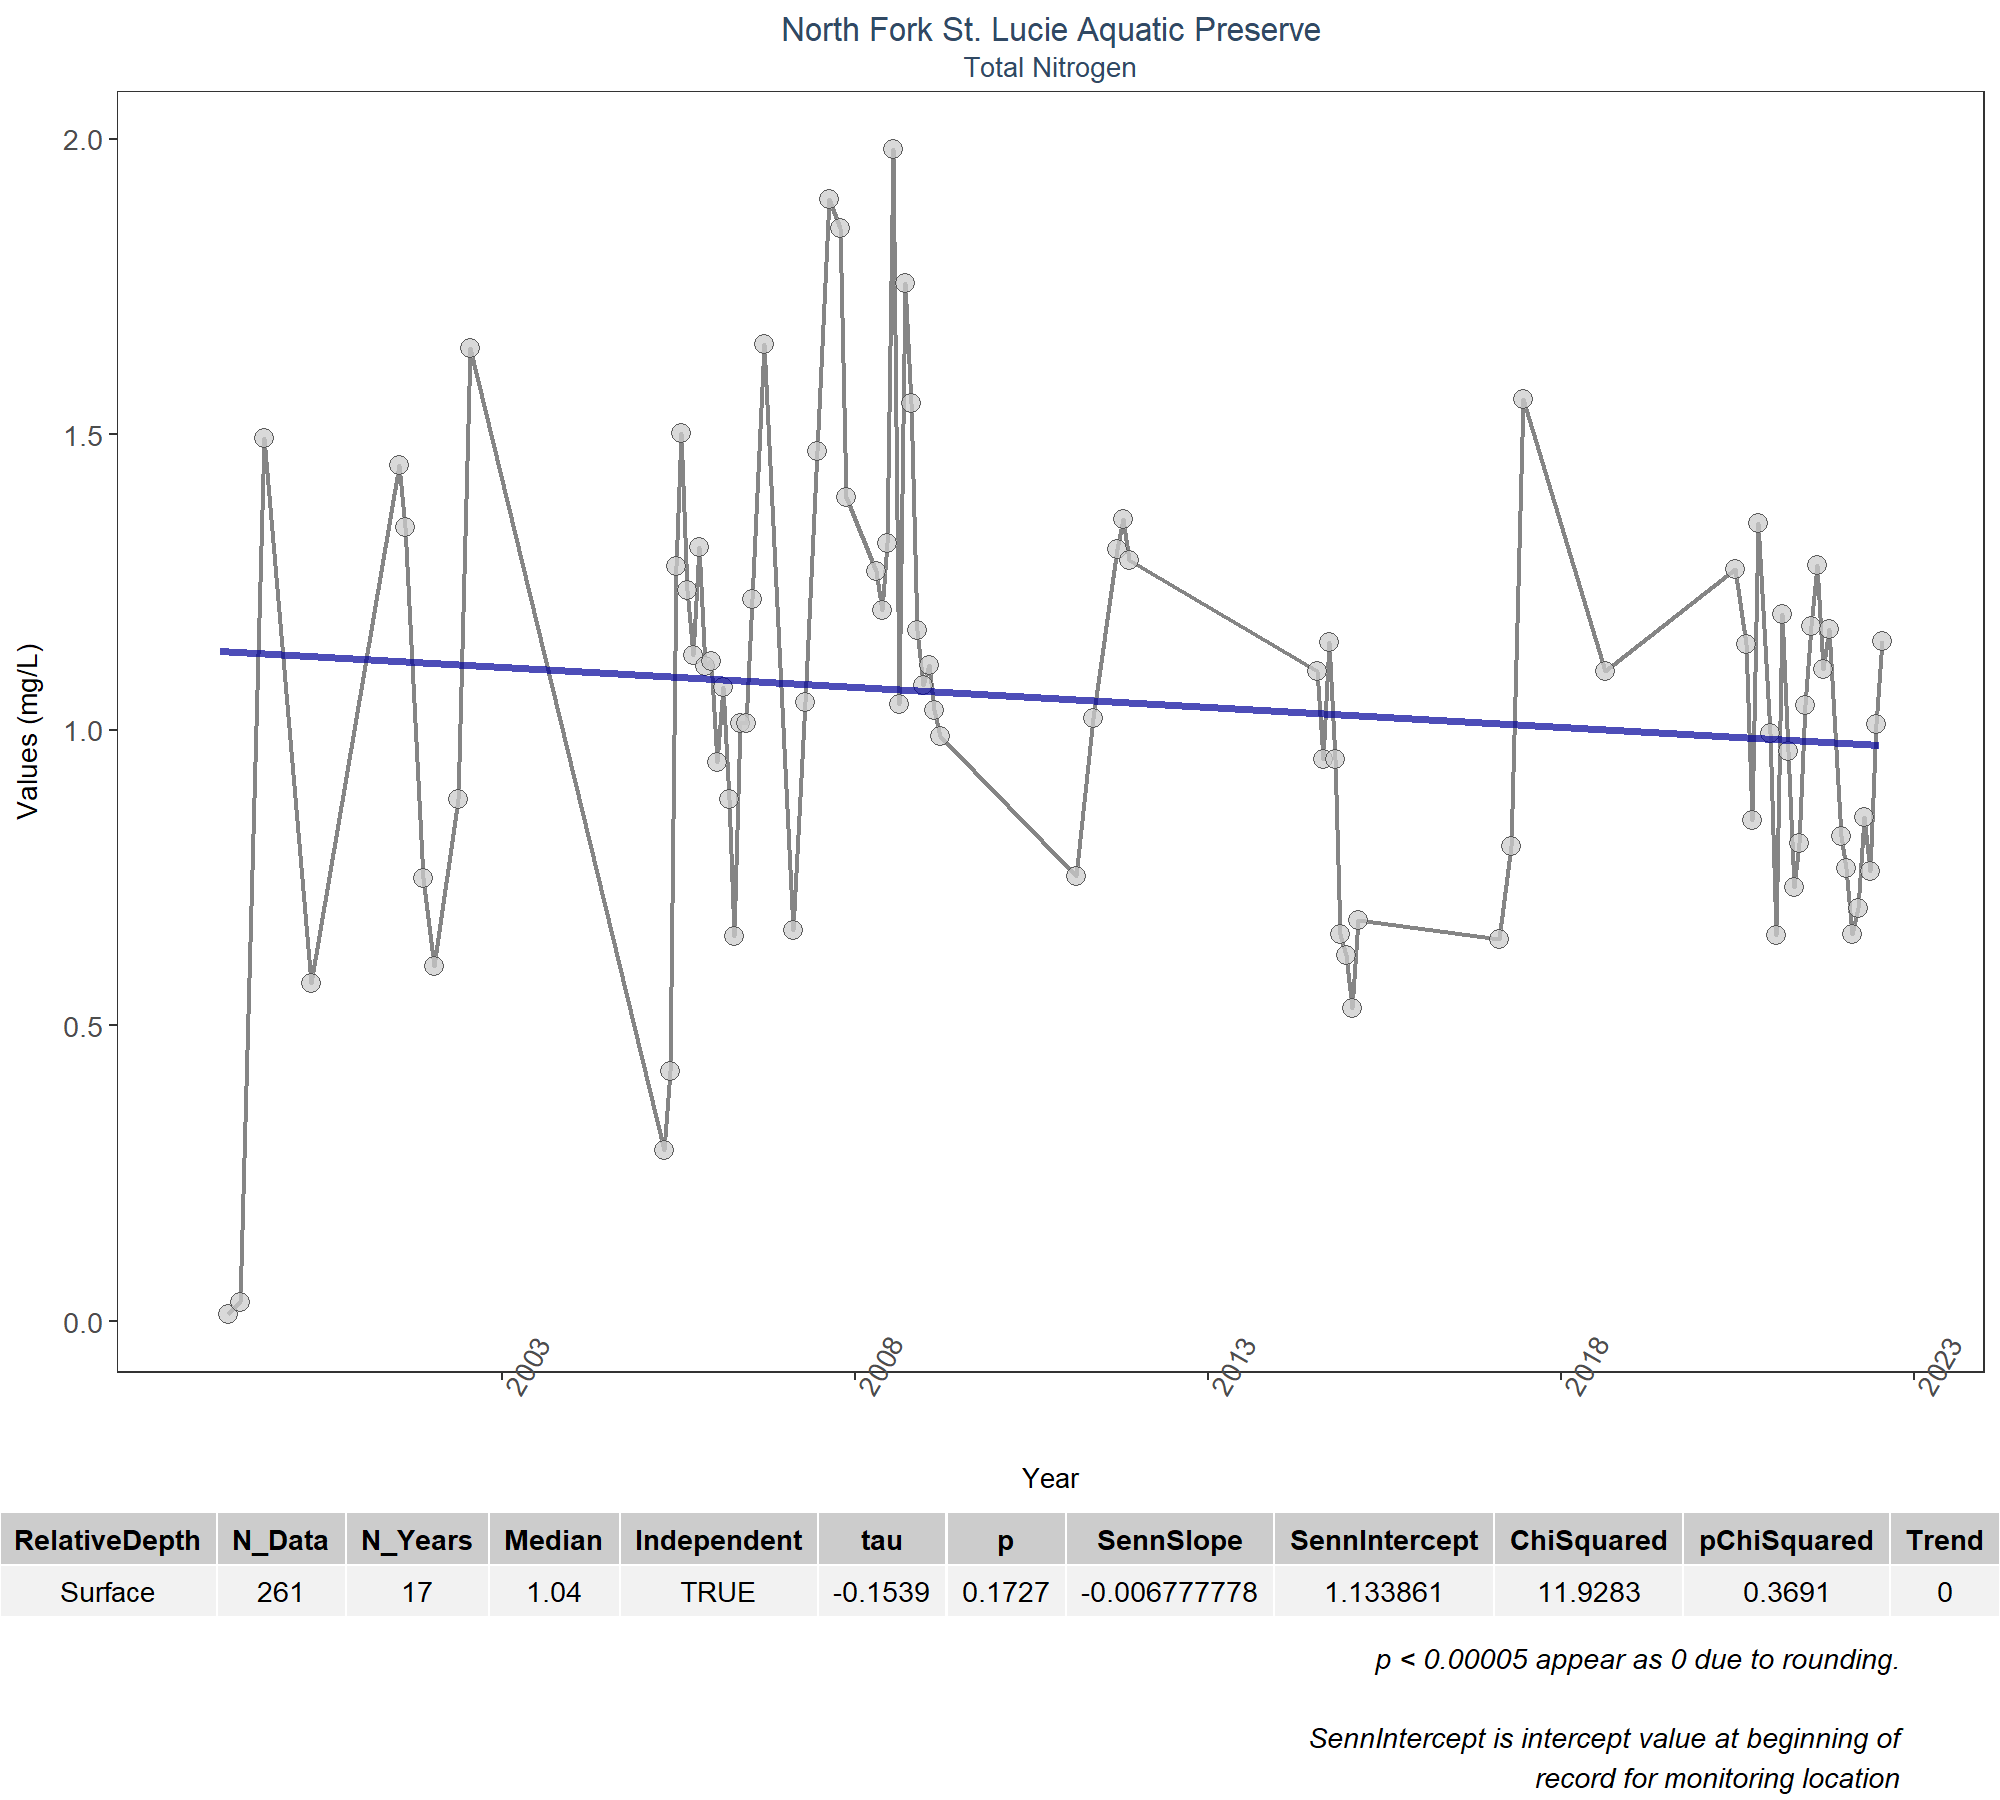 North Fork St. Lucie Aquatic Preserve
Total Nitrogen
2.0
1.5
1.0
0.5
0.0
Values (mg/L)
2003 2008 2013 2018 2023
Year
RelativeDepth N_Data N_Years Median Independent tau p SennSlope SennIntercept ChiSquared pChiSquared Trend
Surface 261 17 1.04 TRUE -0.1539 0.1727 -0.006777778 1.133861 11.9283 0.3691 0
p < 0.00005 appear as 0 due to rounding.
SennIntercept is intercept value at beginning of
record for monitoring location